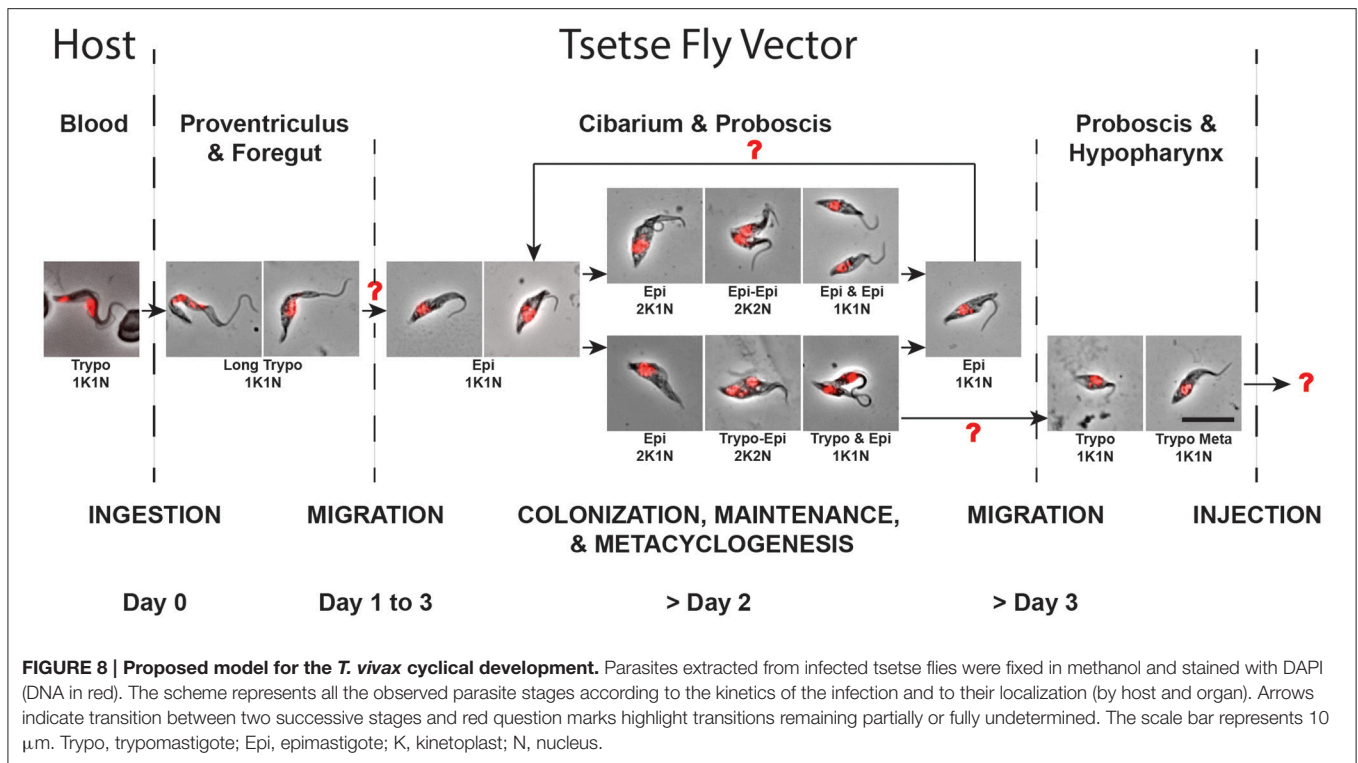 Host
Tsetse Fly Vector
Blood
Proventriculus
& Foregut
Cibarium & Proboscis
Proboscis &
Hypopharynx
?
Epi
2K1N
Epi-Epi
2K2N
Epi & Epi
1K1N
?
Trypo
1K1N
Long Trypo
1K1N
Epi
1K1N
Epi
1K1N
Epi
2K1N
Trypo-Epi
2K2N
Trypo & Epi
1K1N
?
Trypo
1K1N
Trypo Meta
1K1N
?
INGESTION
MIGRATION
COLONIZATION, MAINTENANCE,
& METACYCLOGENESIS
MIGRATION
INJECTION
Day 0
Day 1 to 3
> Day 2
> Day 3
FIGURE 8 | Proposed model for the T. vivax cyclical development. Parasites extracted from infected tsetse flies were fixed in methanol and stained with DAPI
(DNA in red). The scheme represents all the observed parasite stages according to the kinetics of the infection and to their localization (by host and organ). Arrows
indicate transition between two successive stages and red question marks highlight transitions remaining partially or fully undetermined. The scale bar represents 10
μm. Trypo, trypomastigote; Epi, epimastigote; K, kinetoplast; N, nucleus.